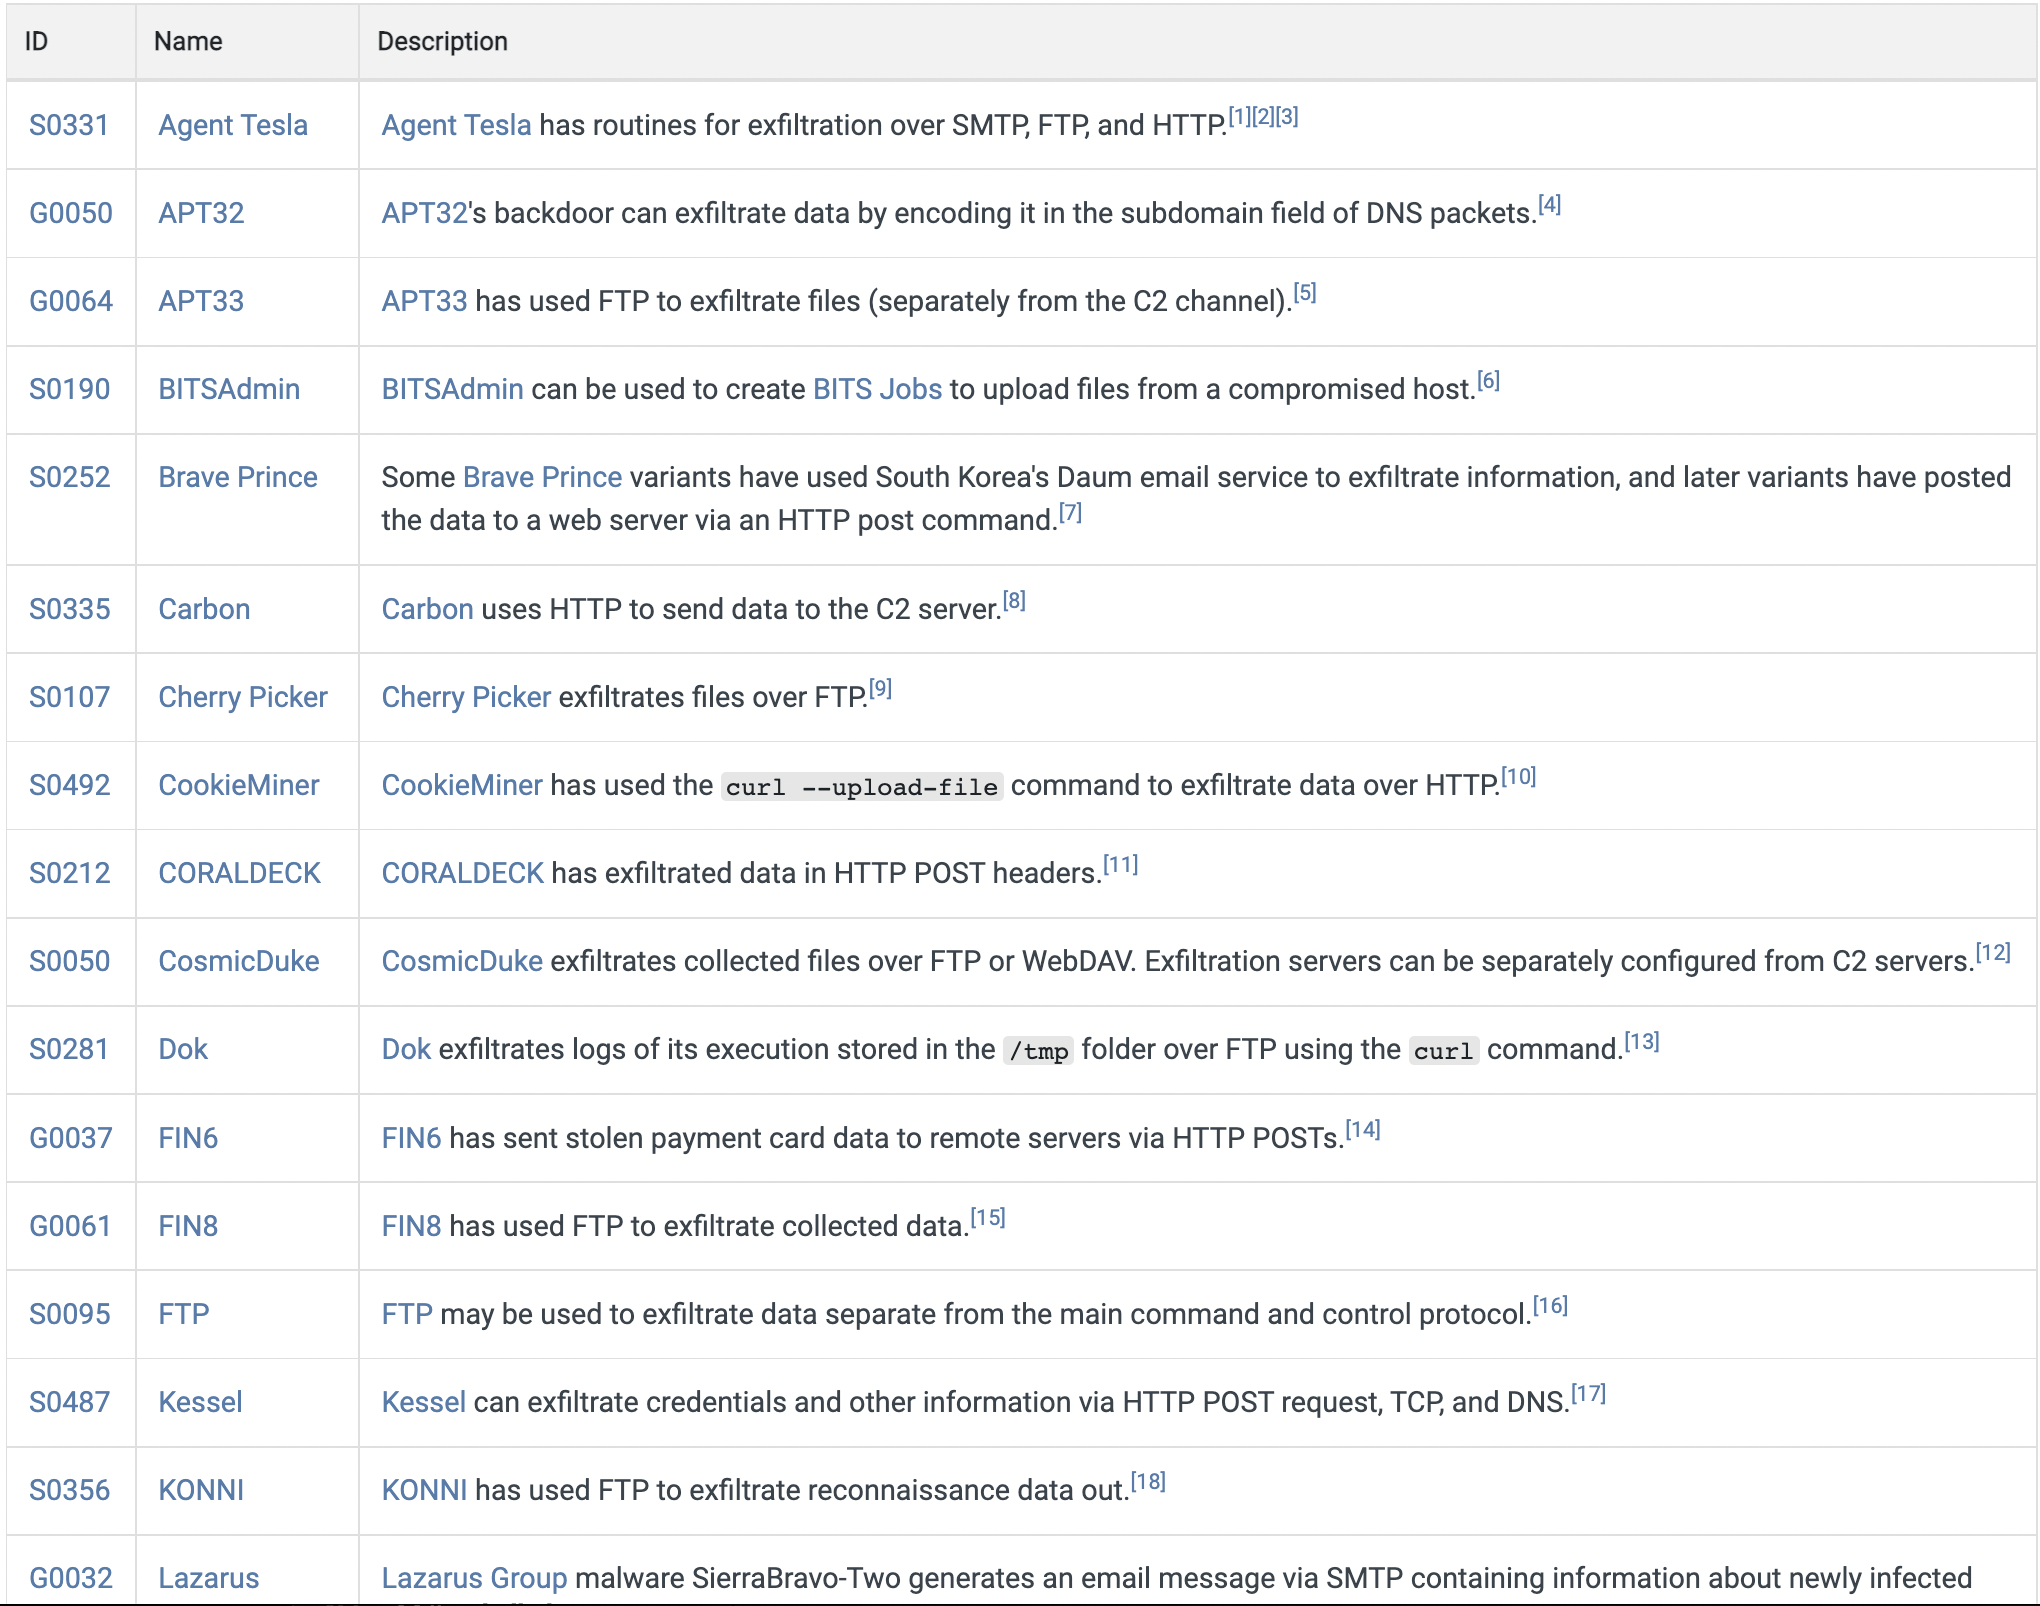 ID Name Description
S0331 Agent Tesla Agent Tesla has routines for exfiltration over SMTP, FTP, and HTTP.[1][2][3]
G0050 APT32 APT32's backdoor can exfiltrate data by encoding it in the subdomain field of DNS packets.[4]
G0064 APT33 APT33 has used FTP to exfiltrate files (separately from the C2 channel).[5]
S0190 BITSAdmin BITSAdmin can be used to create BITS Jobs to upload files from a compromised host.[6]
S0252 Brave Prince Some Brave Prince variants have used South Korea's Daum email service to exfiltrate information, and later variants have posted
the data to a web server via an HTTP post command.[7]
S0335 Carbon Carbon uses HTTP to send data to the C2 server.[8]
S0107 Cherry Picker Cherry Picker exfiltrates files over FTP.[9]
S0492 CookieMiner CookieMiner has used the curl --upload-file command to exfiltrate data over HTTP.[10]
S0212 CORALDECK CORALDECK has exfiltrated data in HTTP POST headers.[11]
S0050 CosmicDuke CosmicDuke exfiltrates collected files over FTP or WebDAV. Exfiltration servers can be separately configured from C2 servers.[12]
S0281 Dok Dok exfiltrates logs of its execution stored in the /tmp folder over FTP using the curl command.[13]
G0037 FIN6 FIN6 has sent stolen payment card data to remote servers via HTTP POSTs.[14]
G0061 FIN8 FIN8 has used FTP to exfiltrate collected data.[15]
S0095 FTP FTP may be used to exfiltrate data separate from the main command and control protocol.[16]
S0487 Kessel Kessel can exfiltrate credentials and other information via HTTP POST request, TCP, and DNS.[17]
S0356 KONNI KONNI has used FTP to exfiltrate reconnaissance data out.[18]
G0032 Lazarus Lazarus Group malware SierraBravo-Two generates an email message via SMTP containing information about newly infected